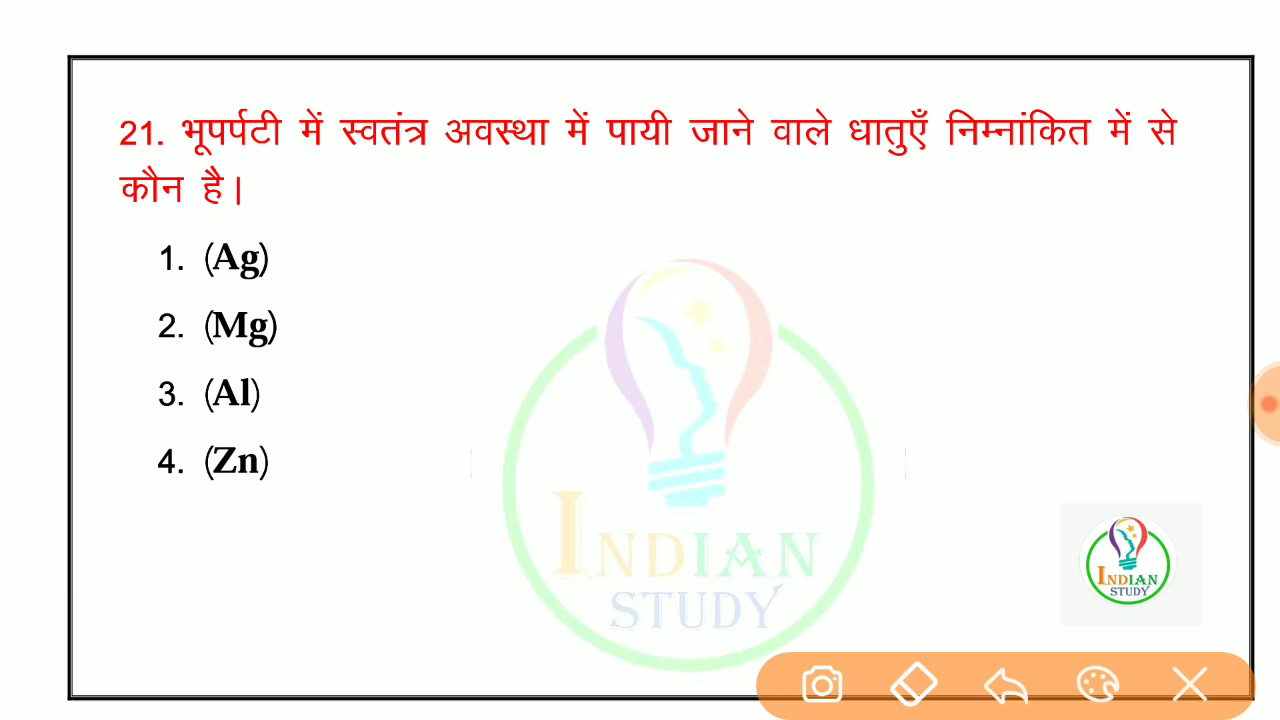 21. भूपर्पटी में स्वतंत्र अवस्था में पायी जाने वाले धातुएँ निम्नांकित में से
कौन है।
1. (Ag)
2. (Mg)
3. (Al)
4. (Zn)
INDIAN
STUDY
INDIAN
STUDY